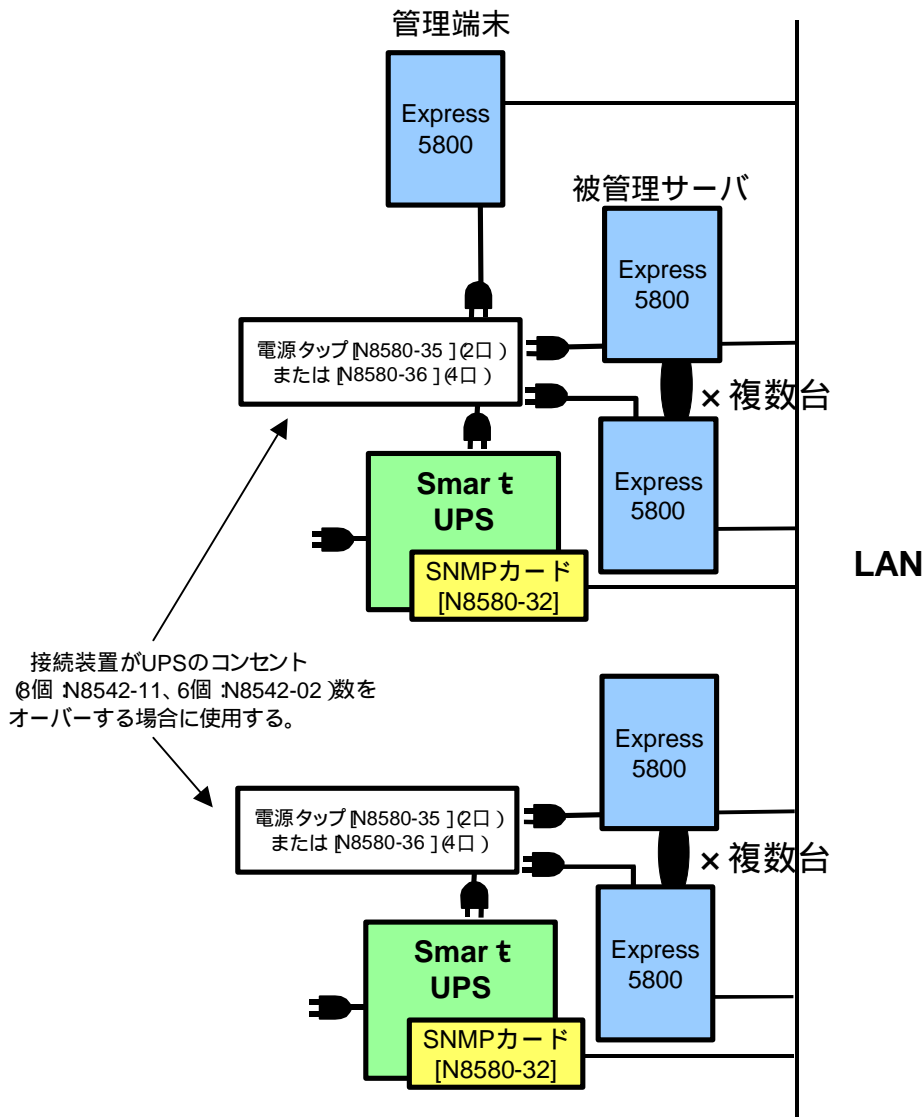 管理端末
Express
5800
被管理サーバ
Express
5800
電源タップ[N8580-35](2口)
または[N8580-36](4口)
×複数台
Smart
UPS
Express
5800
SNMPカード
[N8580-32]
LAN
接続装置がUPSのコンセント
(8個:N8542-11、6個:N8542-02)数を
オーバーする場合に使用する。
Express
5800
電源タップ[N8580-35](2口)
または[N8580-36](4口)
×複数台
Smart
UPS
Express
5800
SNMPカード
[N8580-32]